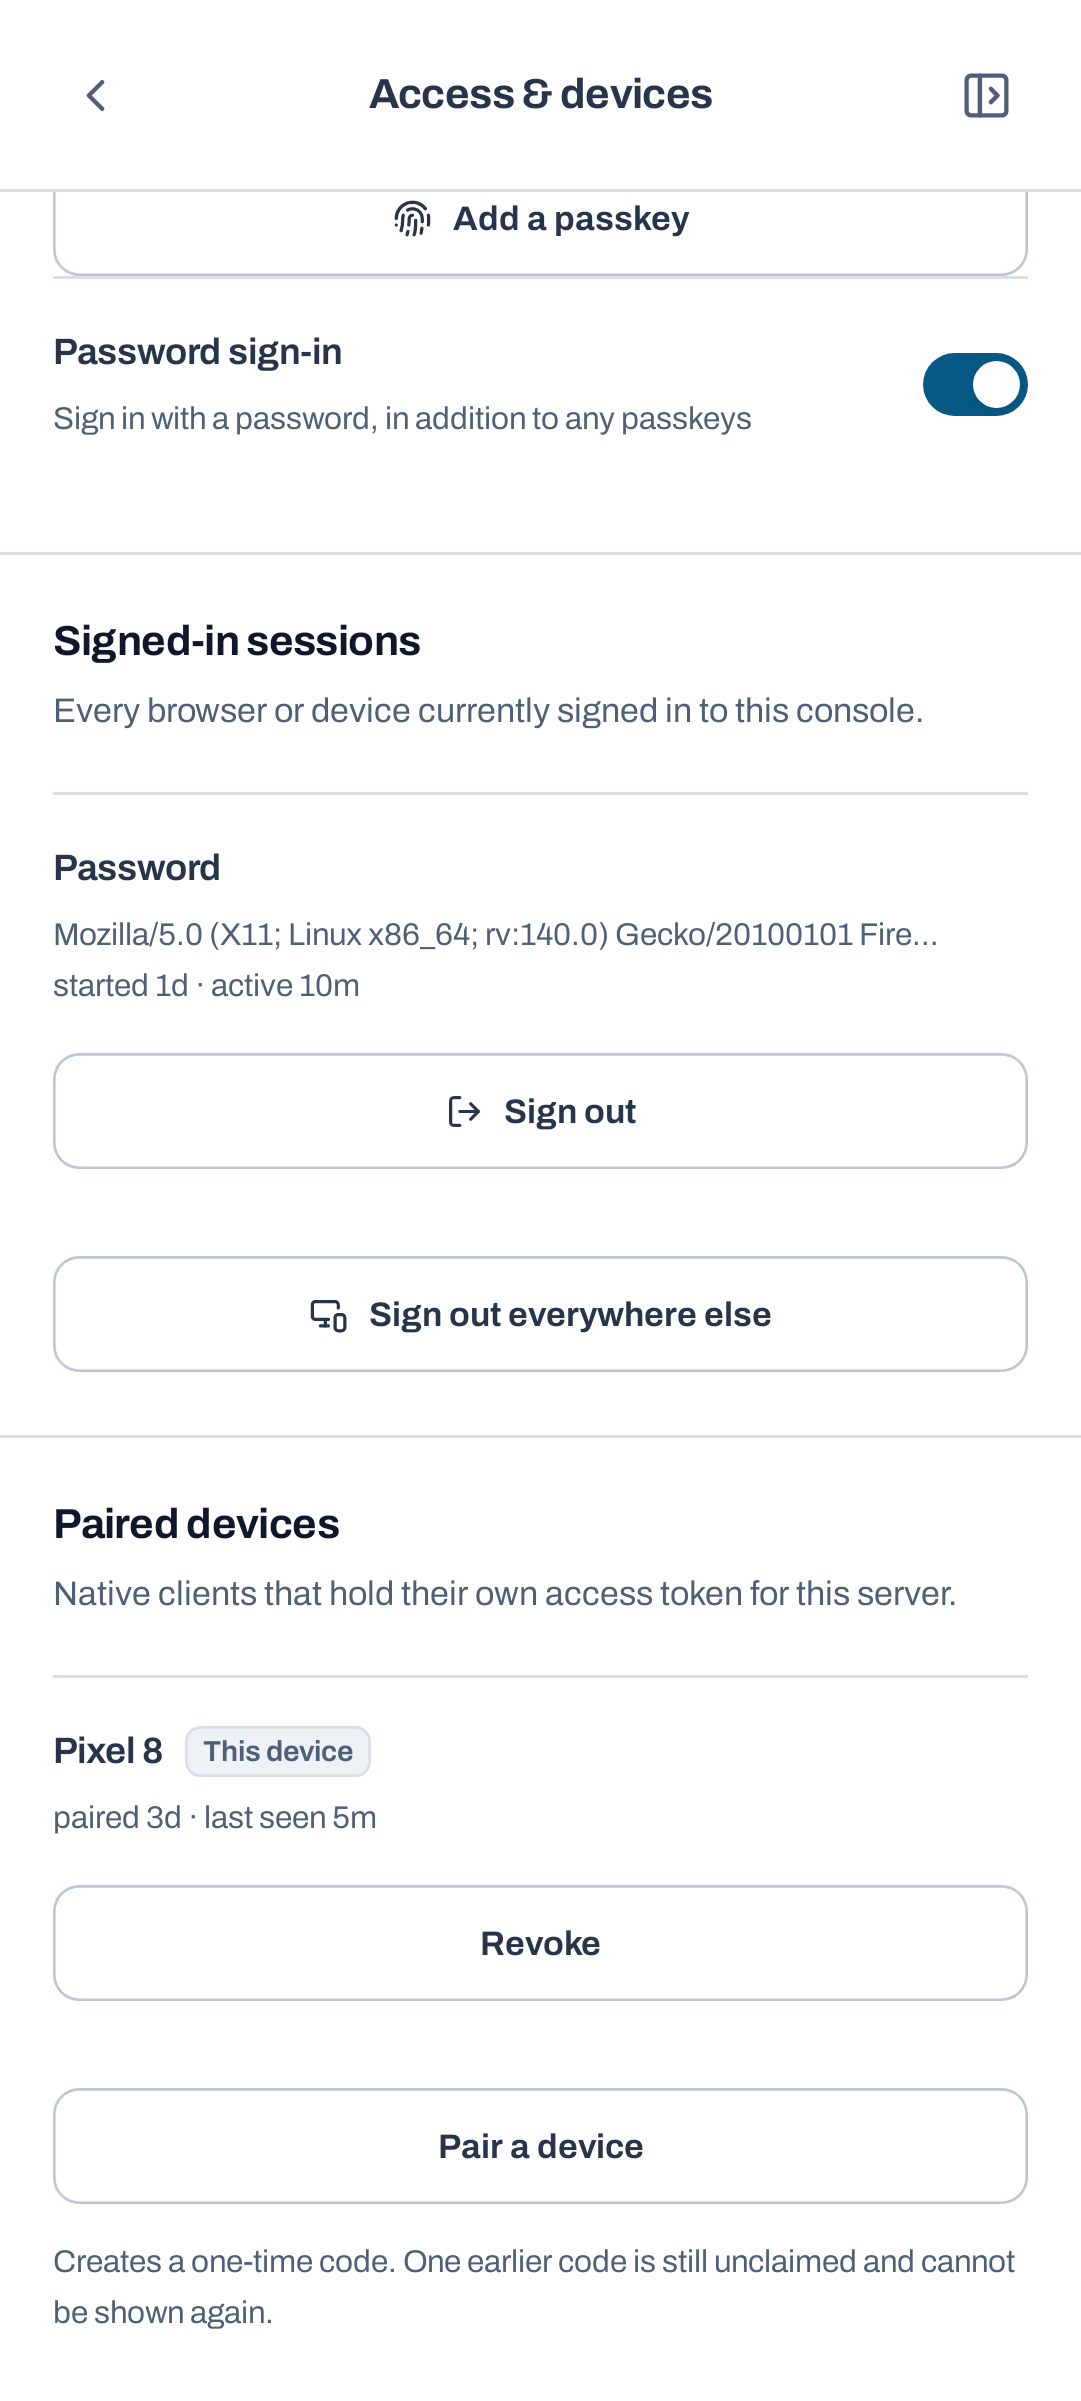 Access & devices
Add a passkey
Password sign-in
Sign in with a password, in addition to any passkeys
Signed-in sessions
Every browser or device currently signed in to this console.
Password
Mozilla/5.0 (X11; Linux x86_64; rv:140.0) Gecko/20100101 Fire...
started 1d · active 10m
Sign out
Sign out everywhere else
Paired devices
Native clients that hold their own access token for this server.
Pixel 8 This device
paired 3d · last seen 5m
Revoke
Pair a device
Creates a one-time code. One earlier code is still unclaimed and cannot
be shown again.